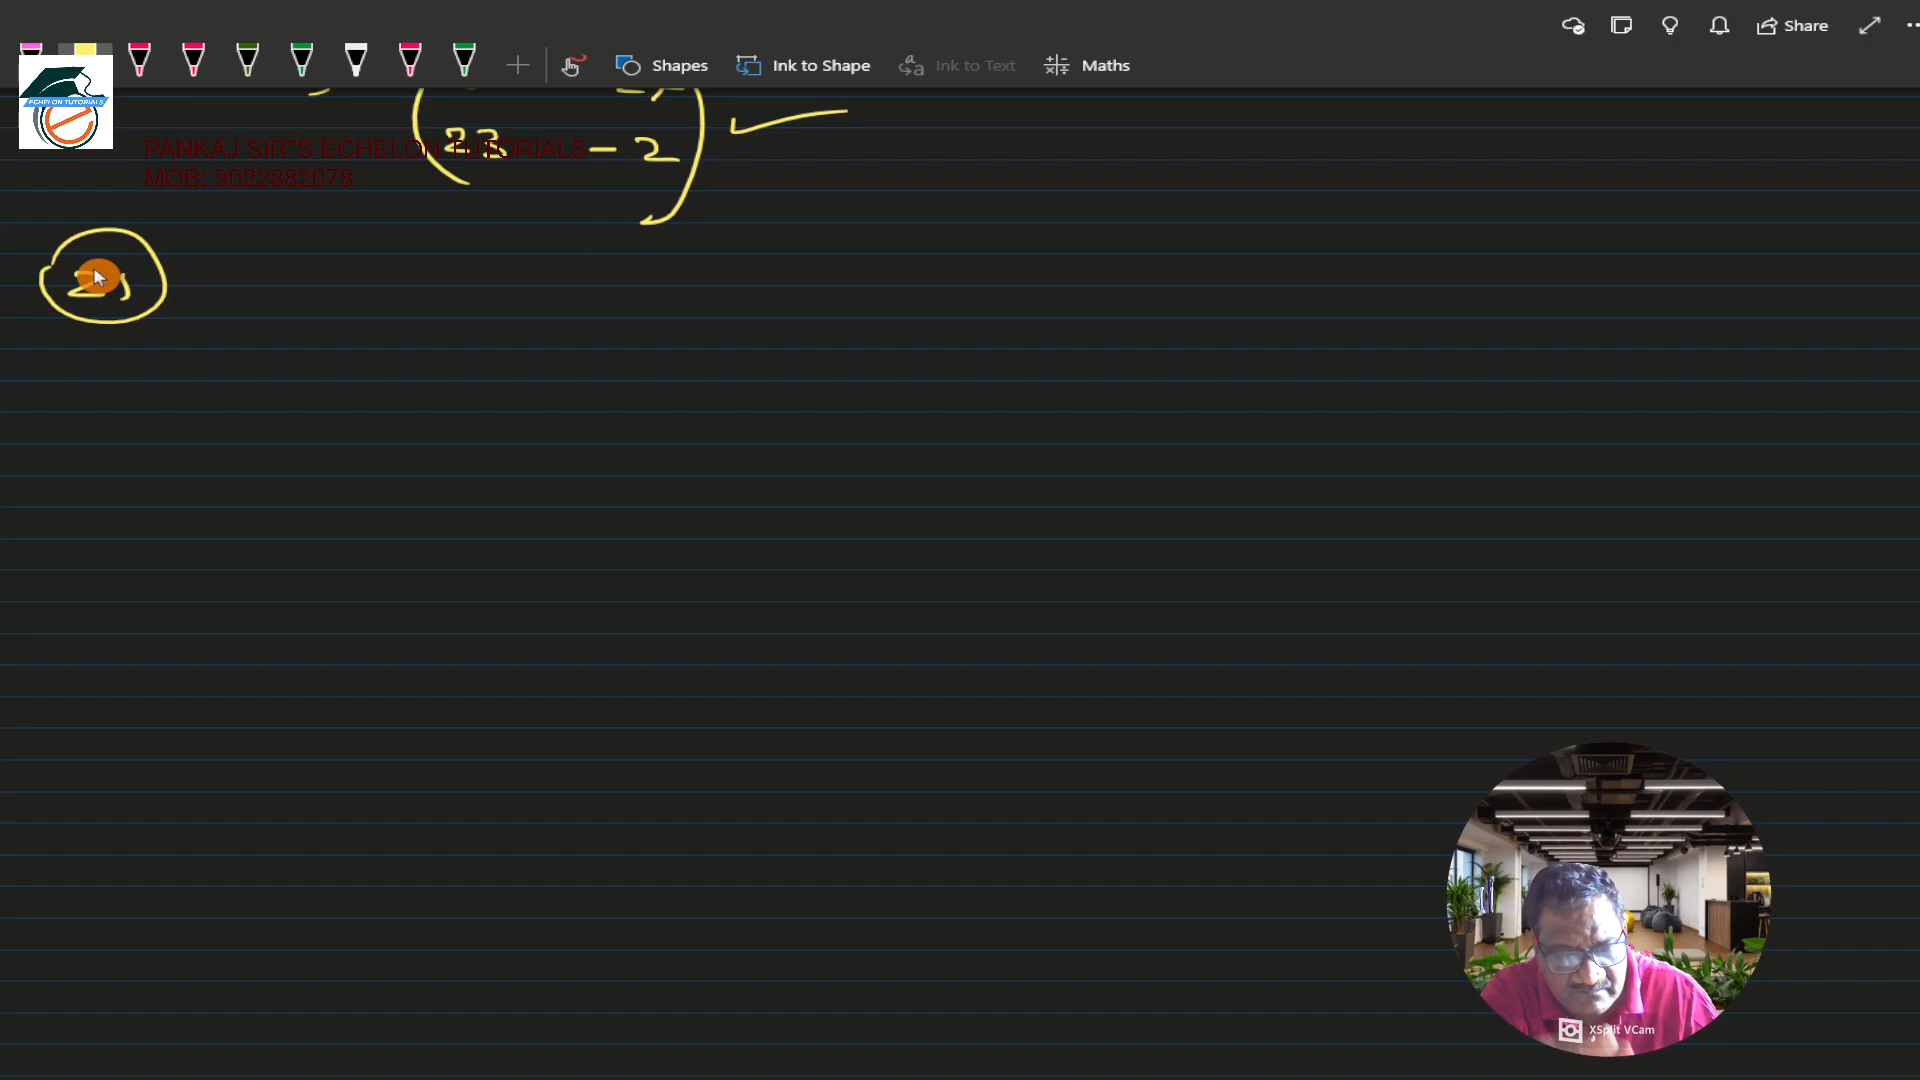 Share
Shapes Ink to Shape Ink to Text Maths
ECHELON TUTORIALS
23 - 2
PANKAJ SIR"S ECHELON TUTORIALS
MOB: 9022882078
XSplit VCam